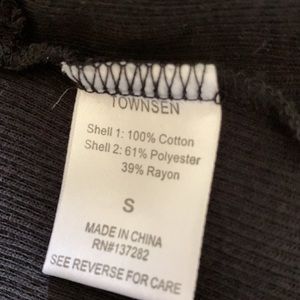 TOWNSEN
Shell 1: 100% Cotton
Shell 2: 61% Polyester
39% Rayon
S
MADE IN CHINA
RN#137282
SEE REVERSE FOR CARE